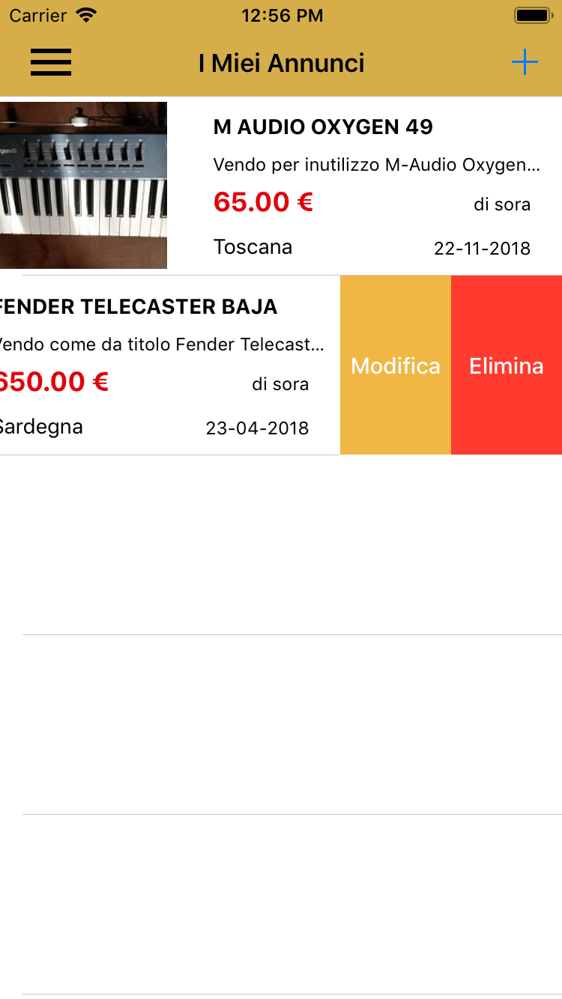 Carrier 12:56 PM
I Miei Annunci
M AUDIO OXYGEN 49
Vendo per inutilizzo M-Audio Oxygen...
65.00 € di sora
Toscana 22-11-2018
FENDER TELECASTER BAJA
Vendo come da titolo Fender Telecast...
650.00 € di sora
Sardegna 23-04-2018
Modifica Elimina